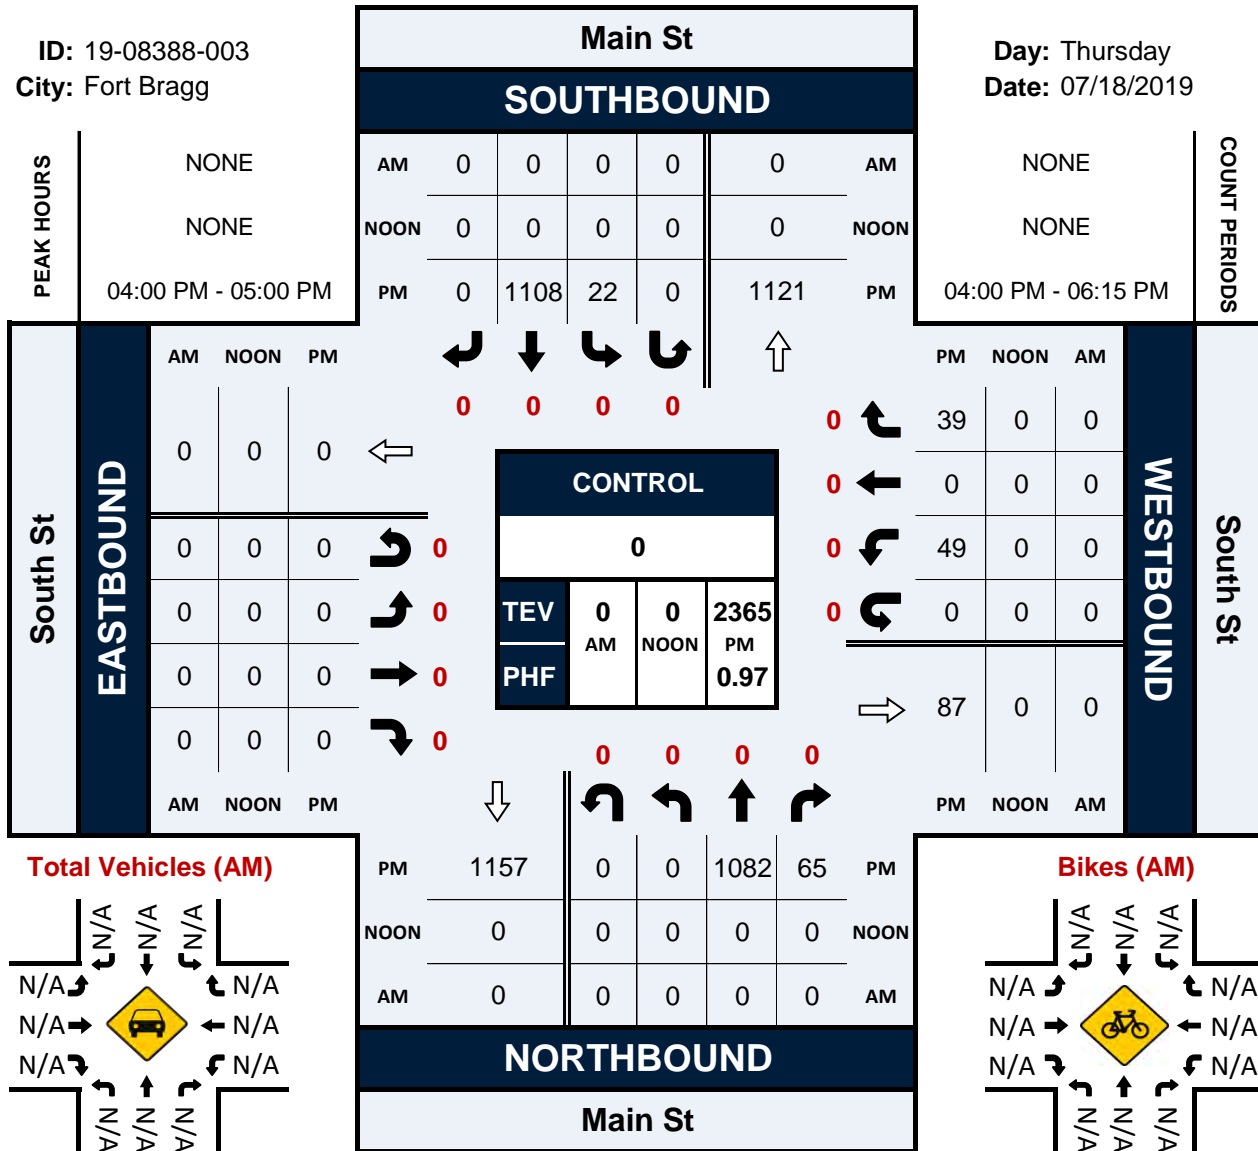 Main St
ID: 19-08388-003
Day: Thursday
City: Fort Bragg
SOUTHBOUND
Date: 07/18/2019
PEAK HOURS
NONE
AM 0 0 0 0 0 AM
NONE
COUNT PERIODS
NONE
NOON 0 0 0 0 0 NOON
NONE
04:00 PM - 05:00 PM
PM 0 1108 22 0 1121 PM
04:00 PM - 06:15 PM
AM NOON PM
PM NOON AM
0 0 0 0
0 39 0 0
0 0 0
CONTROL
0 0 0 0
South St
EASTBOUND
WESTBOUND
South St
0 0 0 0
0
0 49 0 0
0 0 0 0
TEV 0 0 2365
AM NOON PM
0 0 0 0
0 0 0 0
PHF 0.97
87 0 0
0 0 0 0
0 0 0 0
AM NOON PM
PM NOON AM
Total Vehicles (AM)
PM 1157 0 0 1082 65 PM
Bikes (AM)
NOON 0 0 0 0 0 NOON
AM 0 0 0 0 0 AM
N/A N/A N/A
N/A N/A
N/A N/A
N/A N/A
N/A N/A N/A
N/A N/A N/A
N/A N/A
N/A N/A
N/A N/A
N/A N/A N/A
NORTHBOUND
Main St